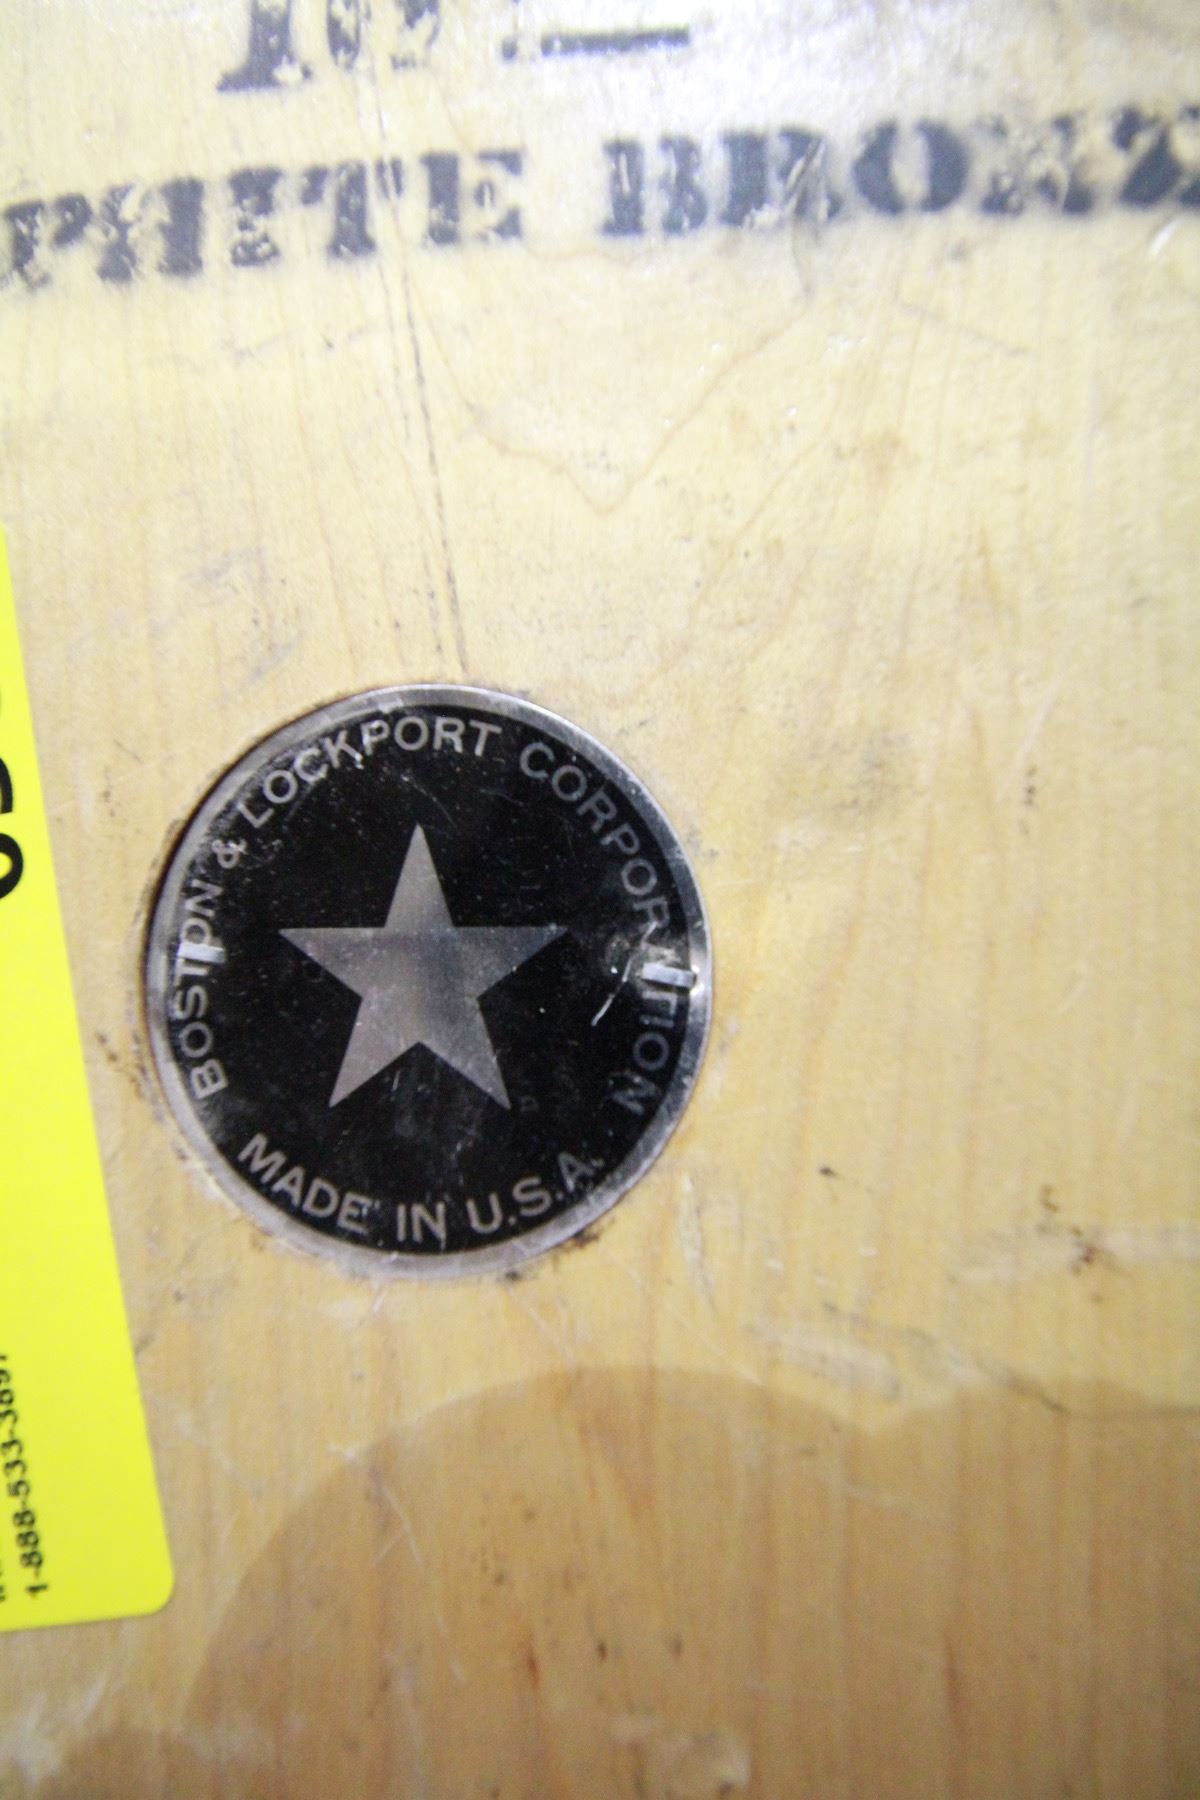 PHITE BRONZ
BOSTON & LOCKPORT CORPORATION
MADE IN U.S.A.
1-888-533-3897